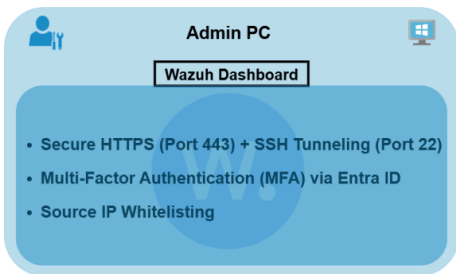 Admin PC
Wazuh Dashboard
• Secure HTTPS (Port 443) + SSH Tunneling (Port 22)
• Multi-Factor Authentication (MFA) via Entra ID
• Source IP Whitelisting
W.